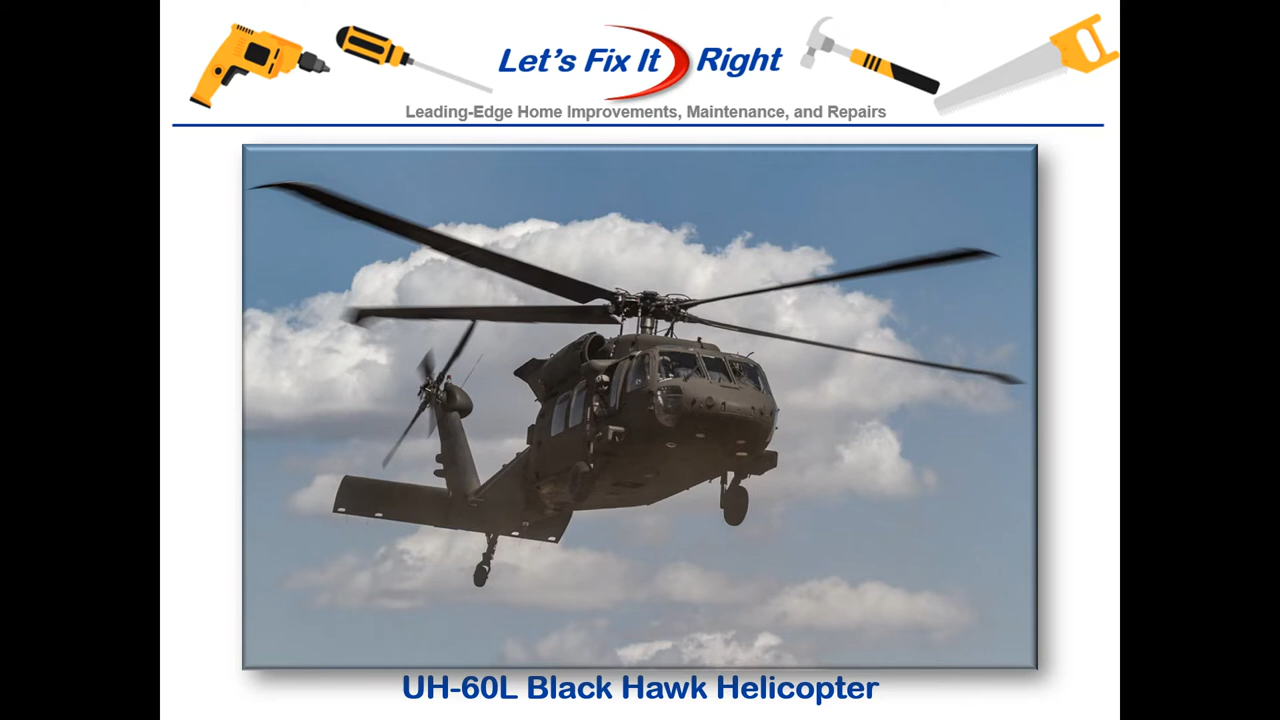 Let's Fix It Right
Leading-Edge Home Improvements, Maintenance, and Repairs
UH-60L Black Hawk Helicopter